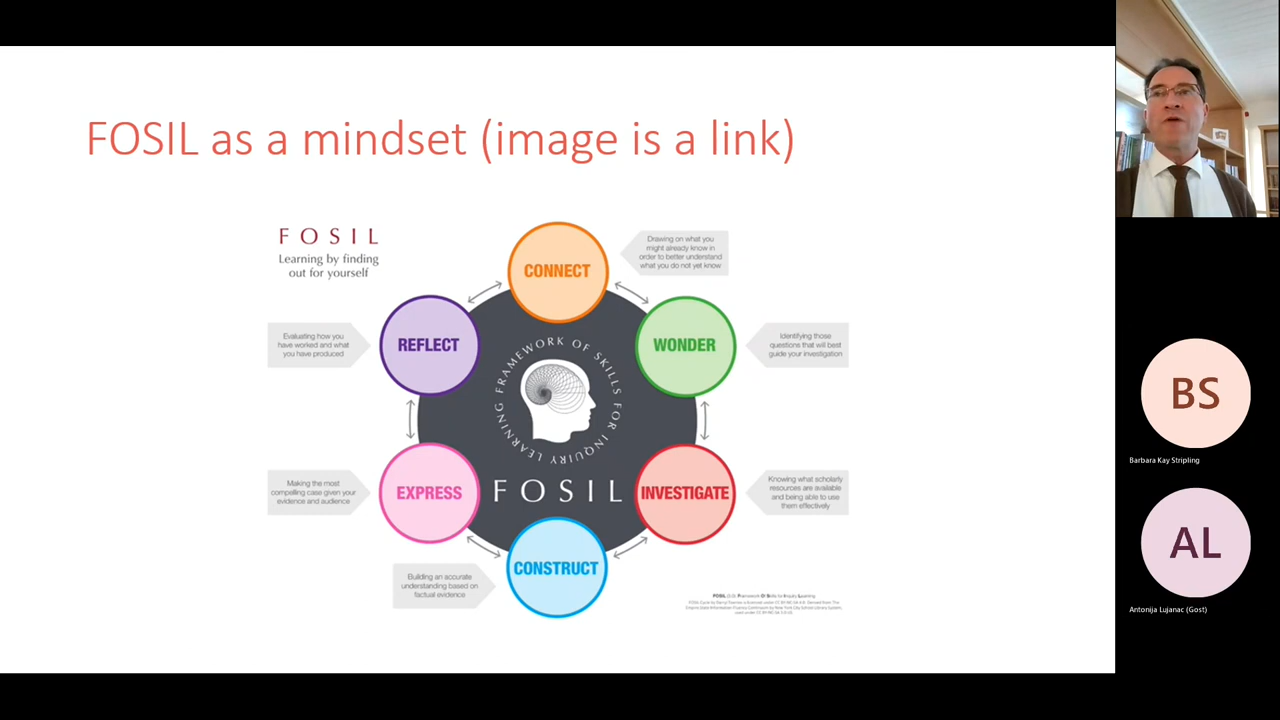 FOSIL as a mindset (image is a link)
FOSIL
Learning by finding
out for yourself
CONNECT
Drawing on what you
might already know in
order to better understand
what you do not yet know
REFLECT
Evaluating how you
have worked and what
you have produced
WONDER
Identifying those
questions that will best
guide your investigation
FRAMEWORK OF SKILLS FOR INQUIRY LEARNING
EXPRESS
Making the most
compelling case given your
evidence and audience
FOSIL
INVESTIGATE
Knowing what scholarly
resources are available
and being able to use
them effectively
CONSTRUCT
Building an accurate
understanding based on
factual evidence
BS
Barbara Kay Stripling
AL
Antonija Lujanac (Gost)